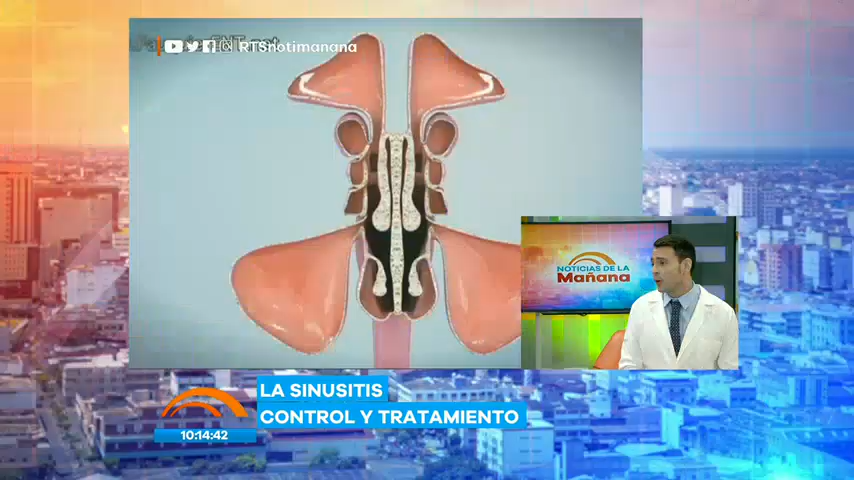 RTSnotimanana
NOTICIAS DE LA
Mañana
LA SINUSITIS
CONTROL Y TRATAMIENTO
10:14:42